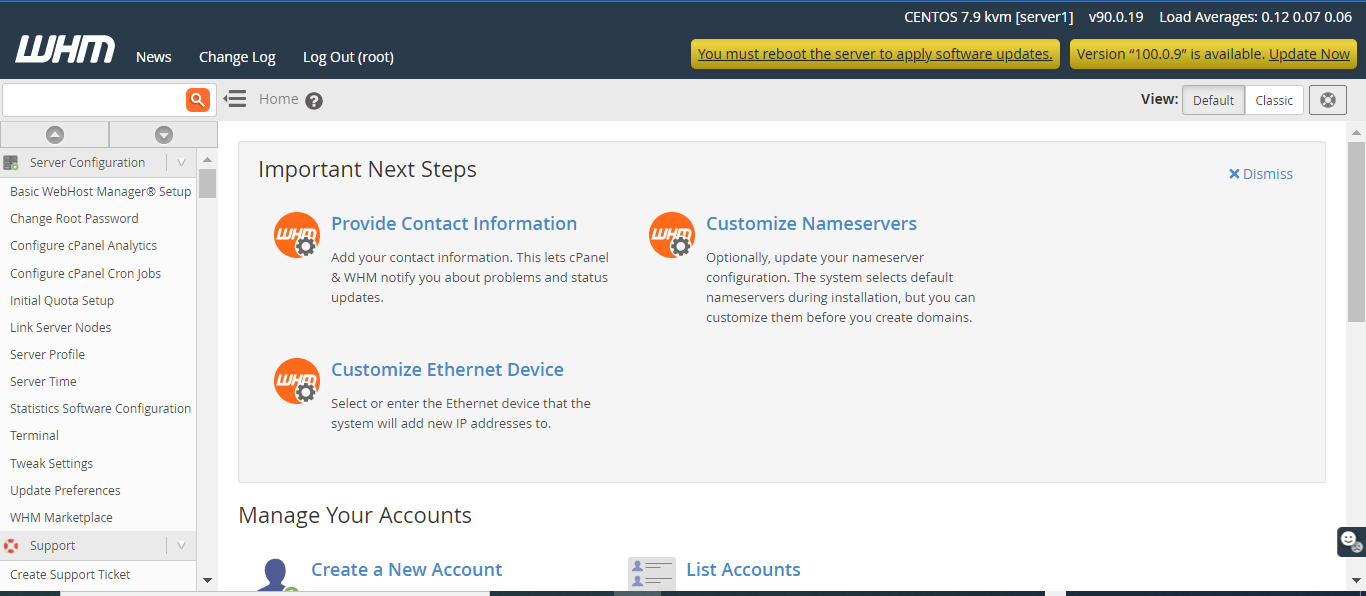 CENTOS 7.9 kvm [server1] v90.0.19 Load Averages: 0.12 0.07 0.06
WHM News Change Log Log Out (root)
You must reboot the server to apply software updates. Version “100.0.9” is available. Update Now
Home
View: Default Classic
Server Configuration
Basic WebHost Manager® Setup
Change Root Password
Configure cPanel Analytics
Configure cPanel Cron Jobs
Initial Quota Setup
Link Server Nodes
Server Profile
Server Time
Statistics Software Configuration
Terminal
Tweak Settings
Update Preferences
WHM Marketplace
Support
Create Support Ticket
Important Next Steps
Dismiss
WHM
Provide Contact Information
Add your contact information. This lets cPanel
& WHM notify you about problems and status
updates.
WHM
Customize Nameservers
Optionally, update your nameserver
configuration. The system selects default
nameservers during installation, but you can
customize them before you create domains.
WHM
Customize Ethernet Device
Select or enter the Ethernet device that the
system will add new IP addresses to.
Manage Your Accounts
Create a New Account
List Accounts